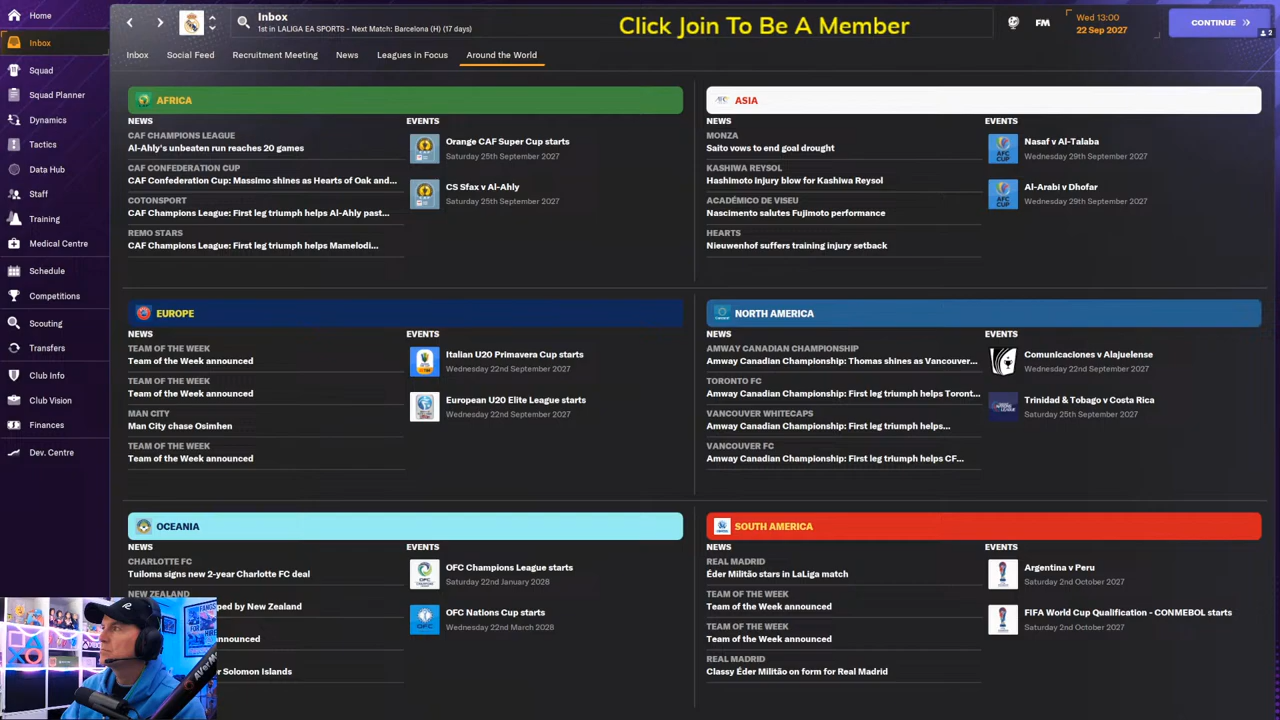 Home
Inbox
Squad
Squad Planner
Dynamics
Tactics
Data Hub
Staff
Training
Medical Centre
Schedule
Competitions
Scouting
Transfers
Club Info
Club Vision
Finances
Dev. Centre
Inbox
1st in LALIGA EA SPORTS - Next Match: Barcelona (H) (17 days)
Click Join To Be A Member
FM
Wed 13:00
22 Sep 2027
CONTINUE
2
Inbox
Social Feed
Recruitment Meeting
News
Leagues in Focus
Around the World
AFRICA
NEWS
CAF CHAMPIONS LEAGUE
Al-Ahly's unbeaten run reaches 20 games
CAF CONFEDERATION CUP
CAF Confederation Cup: Massimo shines as Hearts of Oak and...
COTONSPORT
CAF Champions League: First leg triumph helps Al-Ahly past...
REMO STARS
CAF Champions League: First leg triumph helps Mamelodi...
EVENTS
Orange CAF Super Cup starts
Saturday 25th September 2027
CS Sfax v Al-Ahly
Saturday 25th September 2027
ASIA
NEWS
MONZA
Saito vows to end goal drought
KASHIWA REYSOL
Hashimoto injury blow for Kashiwa Reysol
ACADÉMICO DE VISEU
Nascimento salutes Fujimoto performance
HEARTS
Nieuwenhof suffers training injury setback
EVENTS
Nasaf v Al-Talaba
Wednesday 29th September 2027
Al-Arabi v Dhofar
Wednesday 29th September 2027
EUROPE
NEWS
TEAM OF THE WEEK
Team of the Week announced
TEAM OF THE WEEK
Team of the Week announced
MAN CITY
Man City chase Osimhen
TEAM OF THE WEEK
Team of the Week announced
EVENTS
Italian U20 Primavera Cup starts
Wednesday 22nd September 2027
European U20 Elite League starts
Wednesday 22nd September 2027
NORTH AMERICA
NEWS
AMWAY CANADIAN CHAMPIONSHIP
Amway Canadian Championship: Thomas shines as Vancouver...
TORONTO FC
Amway Canadian Championship: First leg triumph helps Toront...
VANCOUVER WHITECAPS
Amway Canadian Championship: First leg triumph helps...
VANCOUVER FC
Amway Canadian Championship: First leg triumph helps CF...
EVENTS
Comunicaciones v Alajuelense
Wednesday 22nd September 2027
Trinidad & Tobago v Costa Rica
Saturday 25th September 2027
OCEANIA
NEWS
CHARLOTTE FC
Tuiloma signs new 2-year Charlotte FC deal
NEW ZEALAND
by New Zealand
announced
Solomon Islands
EVENTS
OFC Champions League starts
Saturday 22nd January 2028
OFC Nations Cup starts
Wednesday 22nd March 2028
SOUTH AMERICA
NEWS
REAL MADRID
Éder Militão stars in LaLiga match
TEAM OF THE WEEK
Team of the Week announced
TEAM OF THE WEEK
Team of the Week announced
REAL MADRID
Classy Éder Militão on form for Real Madrid
EVENTS
Argentina v Peru
Saturday 2nd October 2027
FIFA World Cup Qualification - CONMEBOL starts
Saturday 2nd October 2027